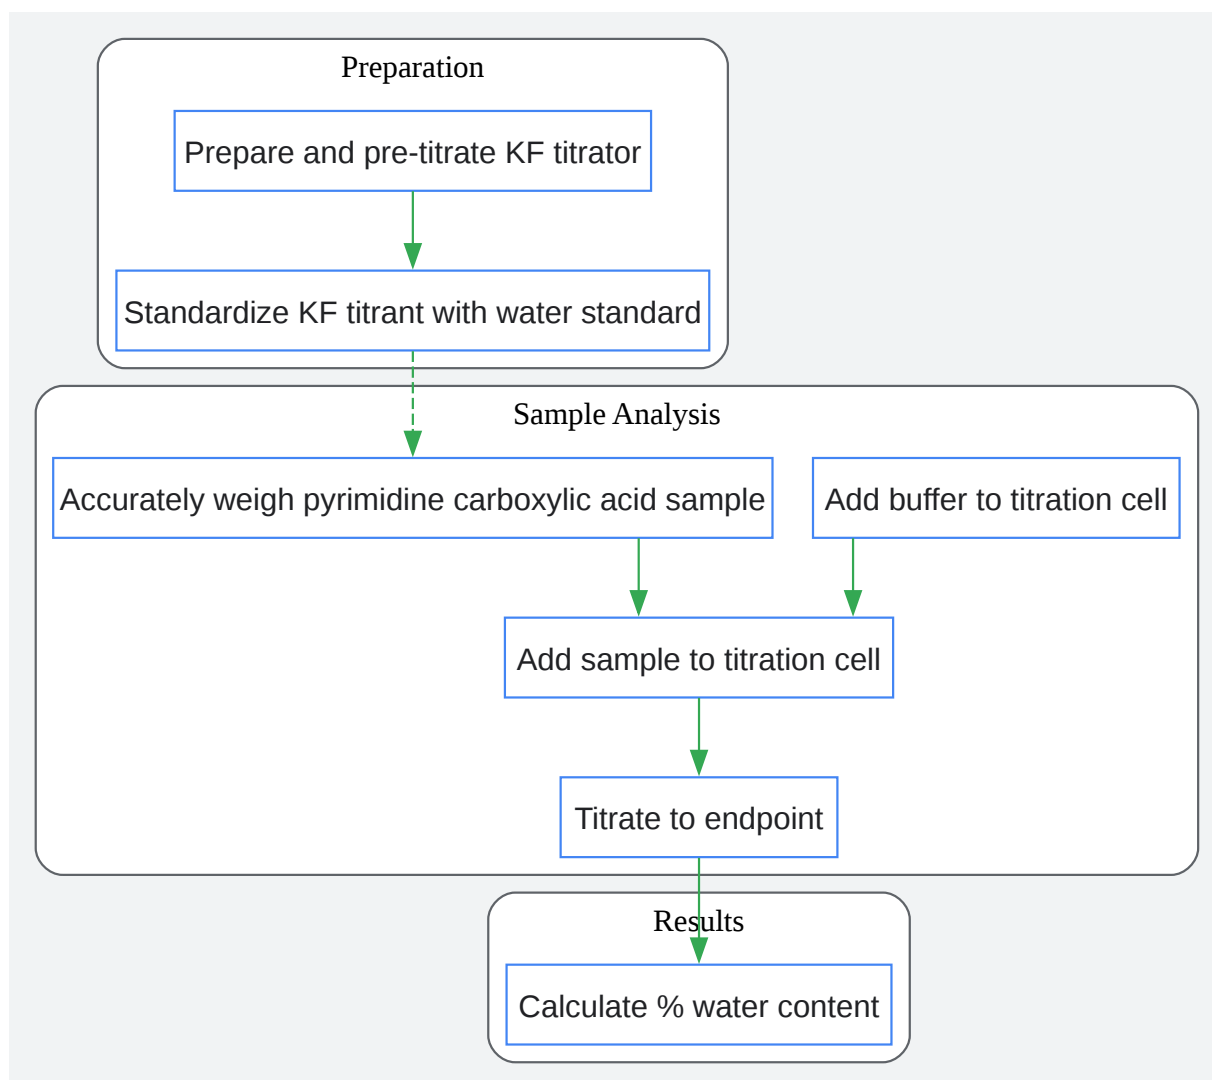 Preparation
Prepare and pre-titrate KF titrator
Standardize KF titrant with water standard
Sample Analysis
Accurately weigh pyrimidine carboxylic acid sample
Add buffer to titration cell
Add sample to titration cell
Titrate to endpoint
Results
Calculate % water content